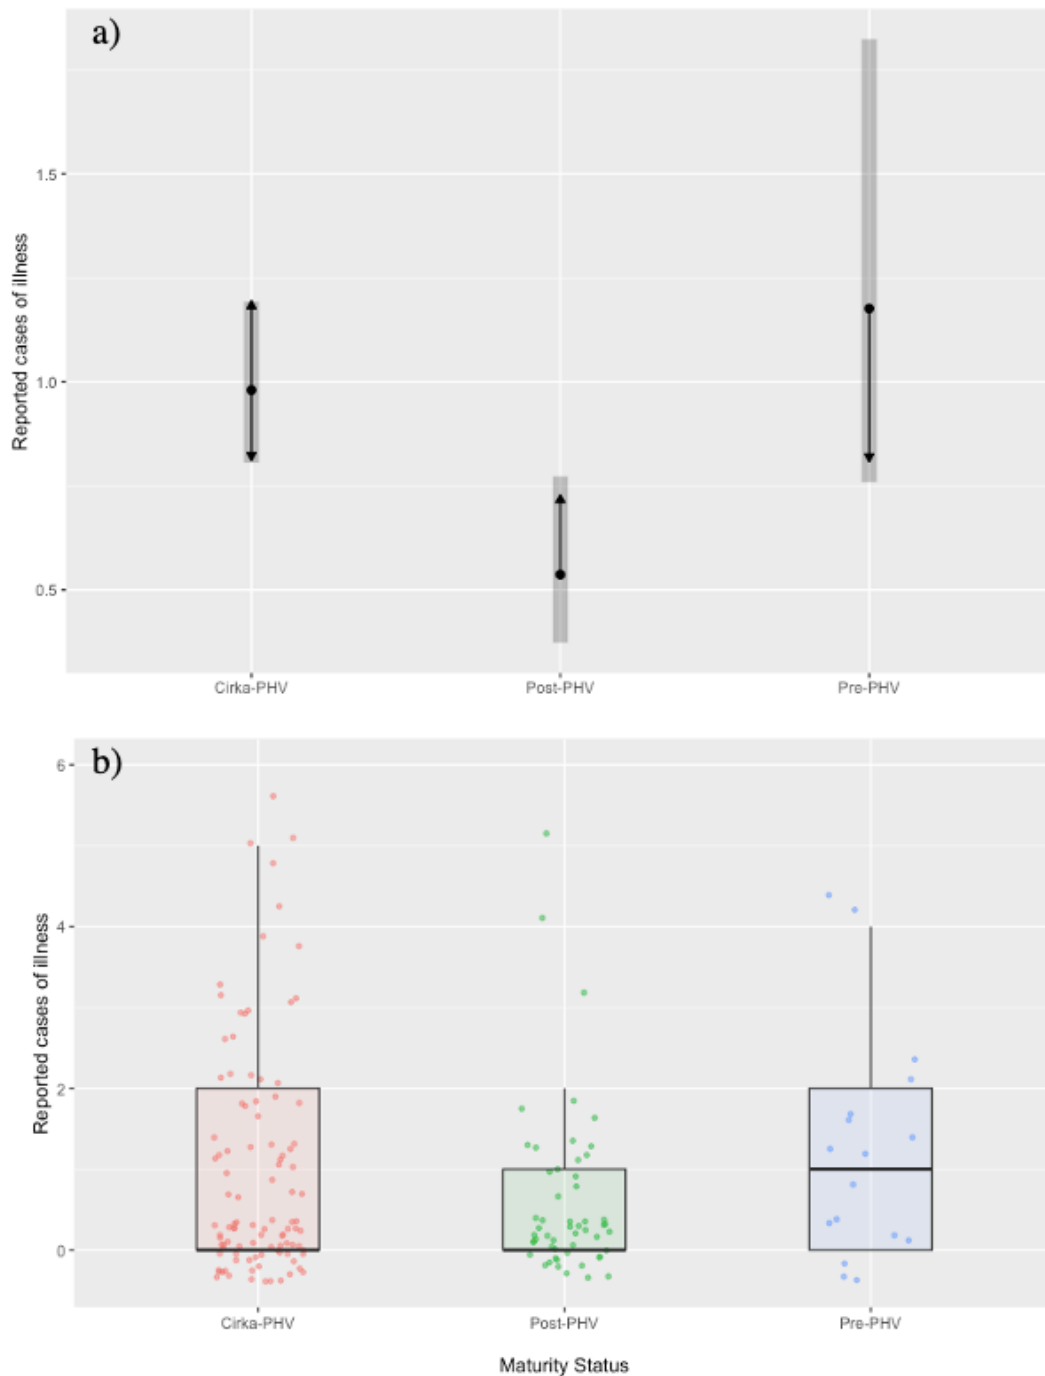 a)
Reported cases of illness
1.5
1.0
0.5
Cirka-PHV Post-PHV Pre-PHV
b)
Reported cases of illness
6
4
2
0
Cirka-PHV Post-PHV Pre-PHV
Maturity Status